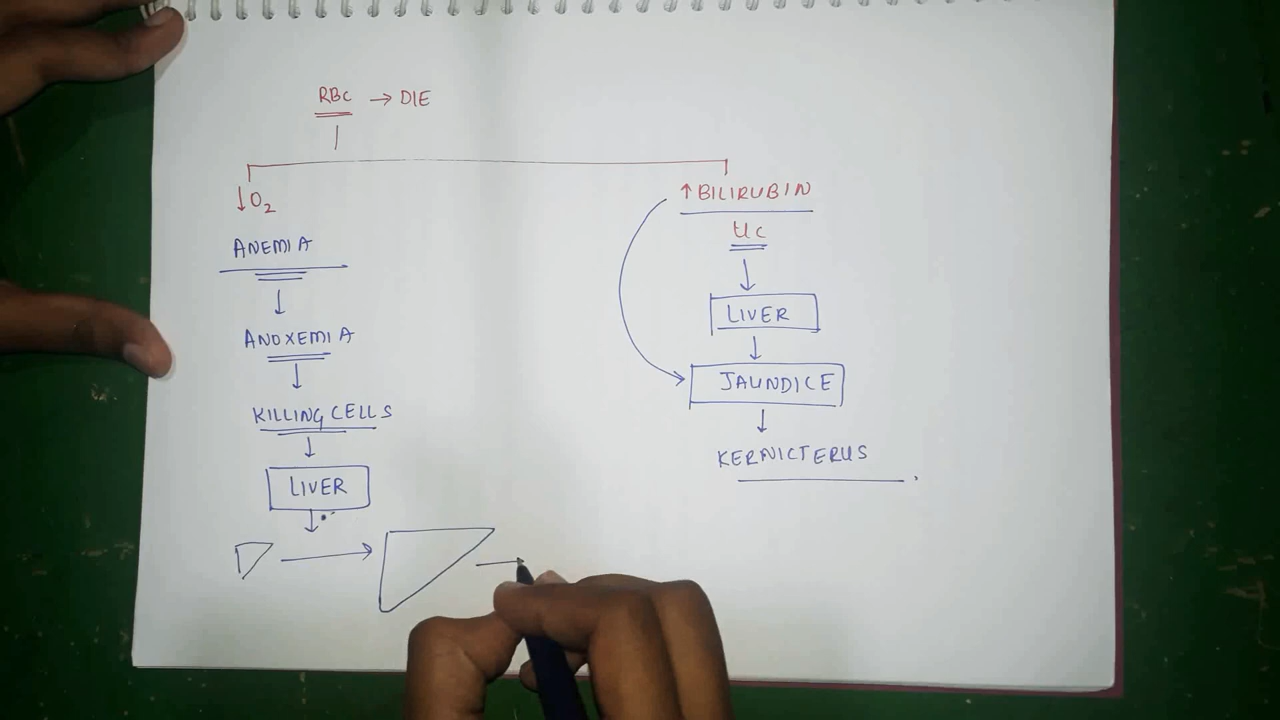 RBC → DIE
↓O2
ANEMIA
ANOXEMIA
KILLING CELLS
LIVER
↑BILIRUBIN
UC
LIVER
JAUNDICE
KERNICTERUS